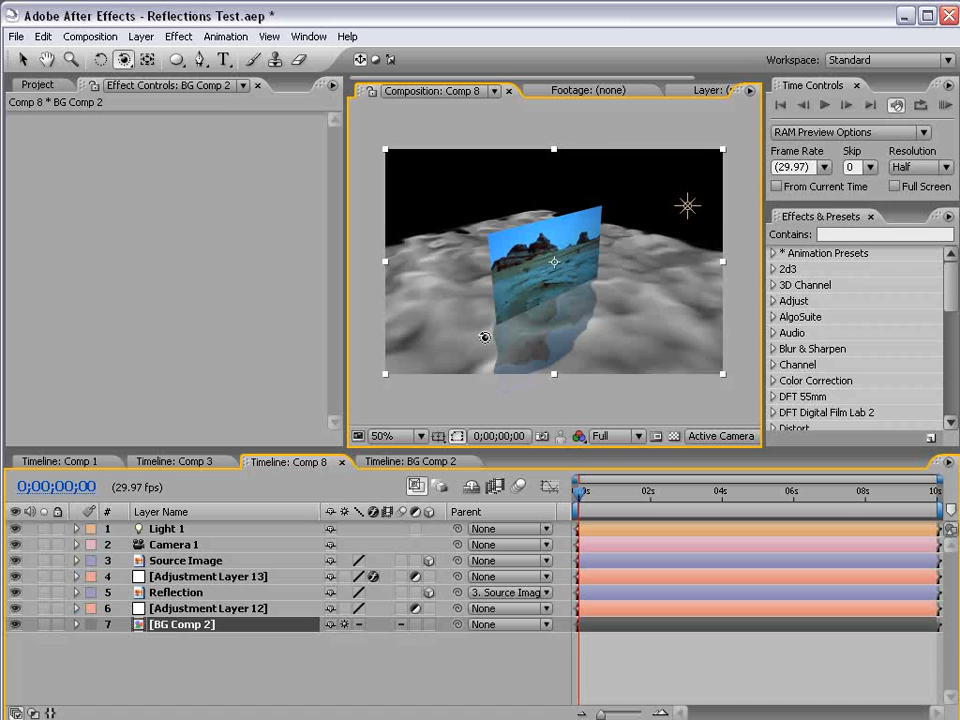 Adobe After Effects - Reflections Test.aep *
File Edit Composition Layer Effect Animation View Window Help
Workspace: Standard
Project Effect Controls: BG Comp 2
Comp 8 * BG Comp 2
Composition: Comp 8 Footage: (none) Layer: (
Time Controls
RAM Preview Options
Frame Rate Skip Resolution
(29.97) 0 Half
From Current Time Full Screen
Effects & Presets
Contains:
* Animation Presets
2d3
3D Channel
Adjust
AlgoSuite
Audio
Blur & Sharpen
Channel
Color Correction
DFT 55mm
DFT Digital Film Lab 2
Distort
50% 0;00;00;00 Full Active Camera
Timeline: Comp 1 Timeline: Comp 3 Timeline: Comp 8 Timeline: BG Comp 2
0;00;00;00 (29.97 fps)
0s 02s 04s 06s 08s 10s
# Layer Name Parent
1 Light 1 None
2 Camera 1 None
3 Source Image None
4 [Adjustment Layer 13] None
5 Reflection 3. Source Imag
6 [Adjustment Layer 12] None
7 [BG Comp 2] None